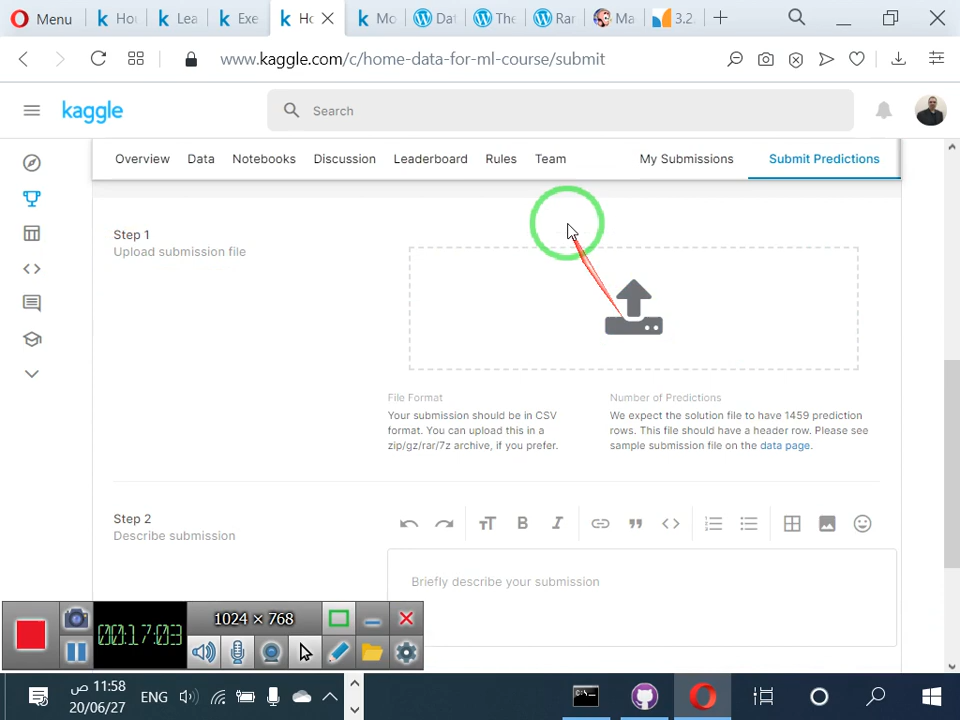 Menu
Hou
Lea
Exe
Ho
Mo
Dat
The
Rar
Ma
3.2.
www.kaggle.com/c/home-data-for-ml-course/submit
kaggle
Search
Overview
Data
Notebooks
Discussion
Leaderboard
Rules
Team
My Submissions
Submit Predictions
Step 1
Upload submission file
File Format
Your submission should be in CSV
format. You can upload this in a
zip/gz/rar/7z archive, if you prefer.
Number of Predictions
We expect the solution file to have 1459 prediction
rows. This file should have a header row. Please see
sample submission file on the data page.
Step 2
Describe submission
Briefly describe your submission
00:17:03
1024 × 768
11:58 ص
20/06/27
ENG